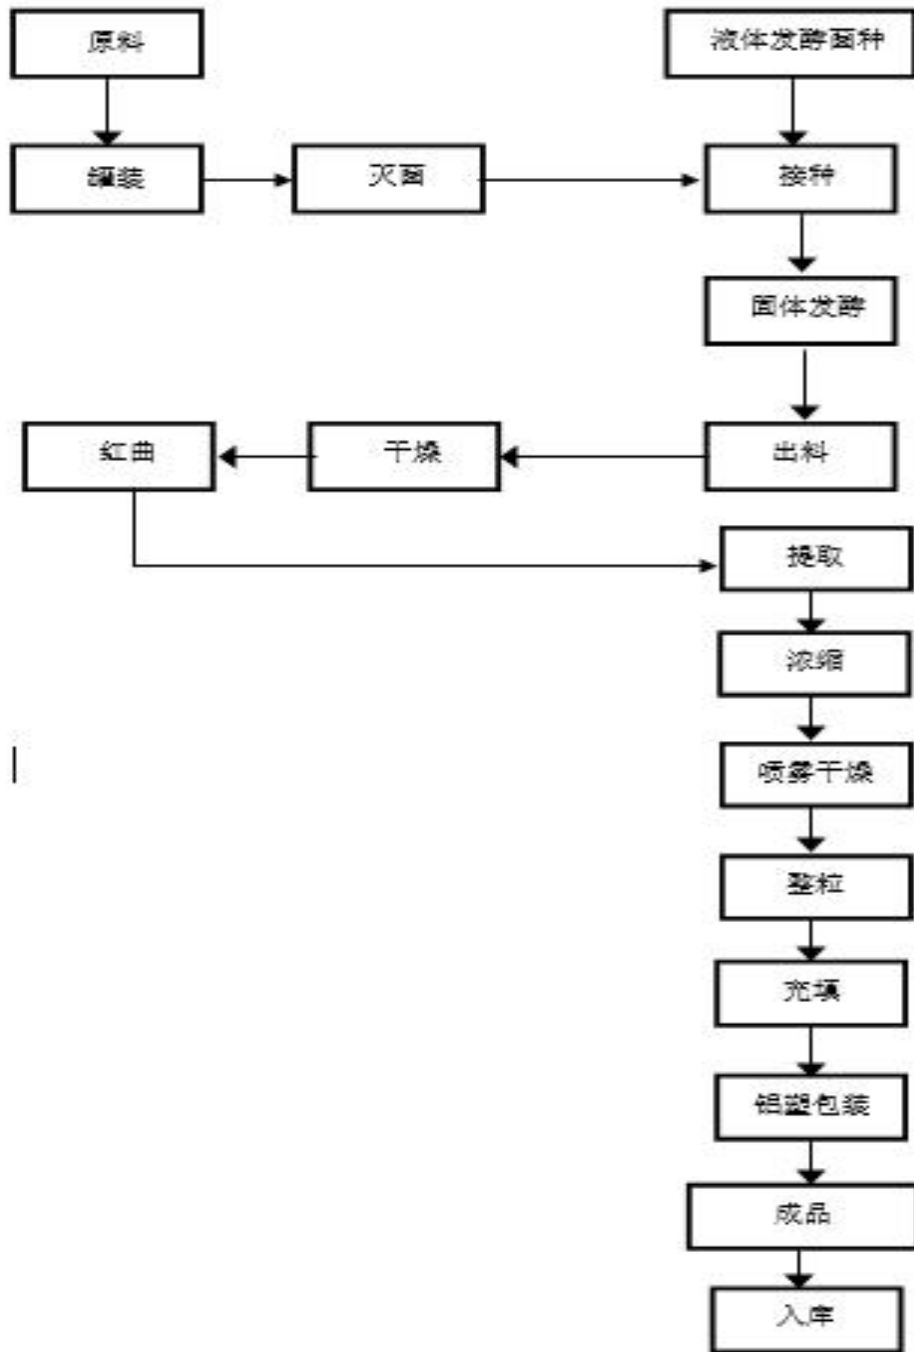 原料
液体发酵菌种
罐装
灭菌
接种
固体发酵
红曲
干燥
出料
提取
浓缩
喷雾干燥
整粒
充填
铝塑包装
成品
入库